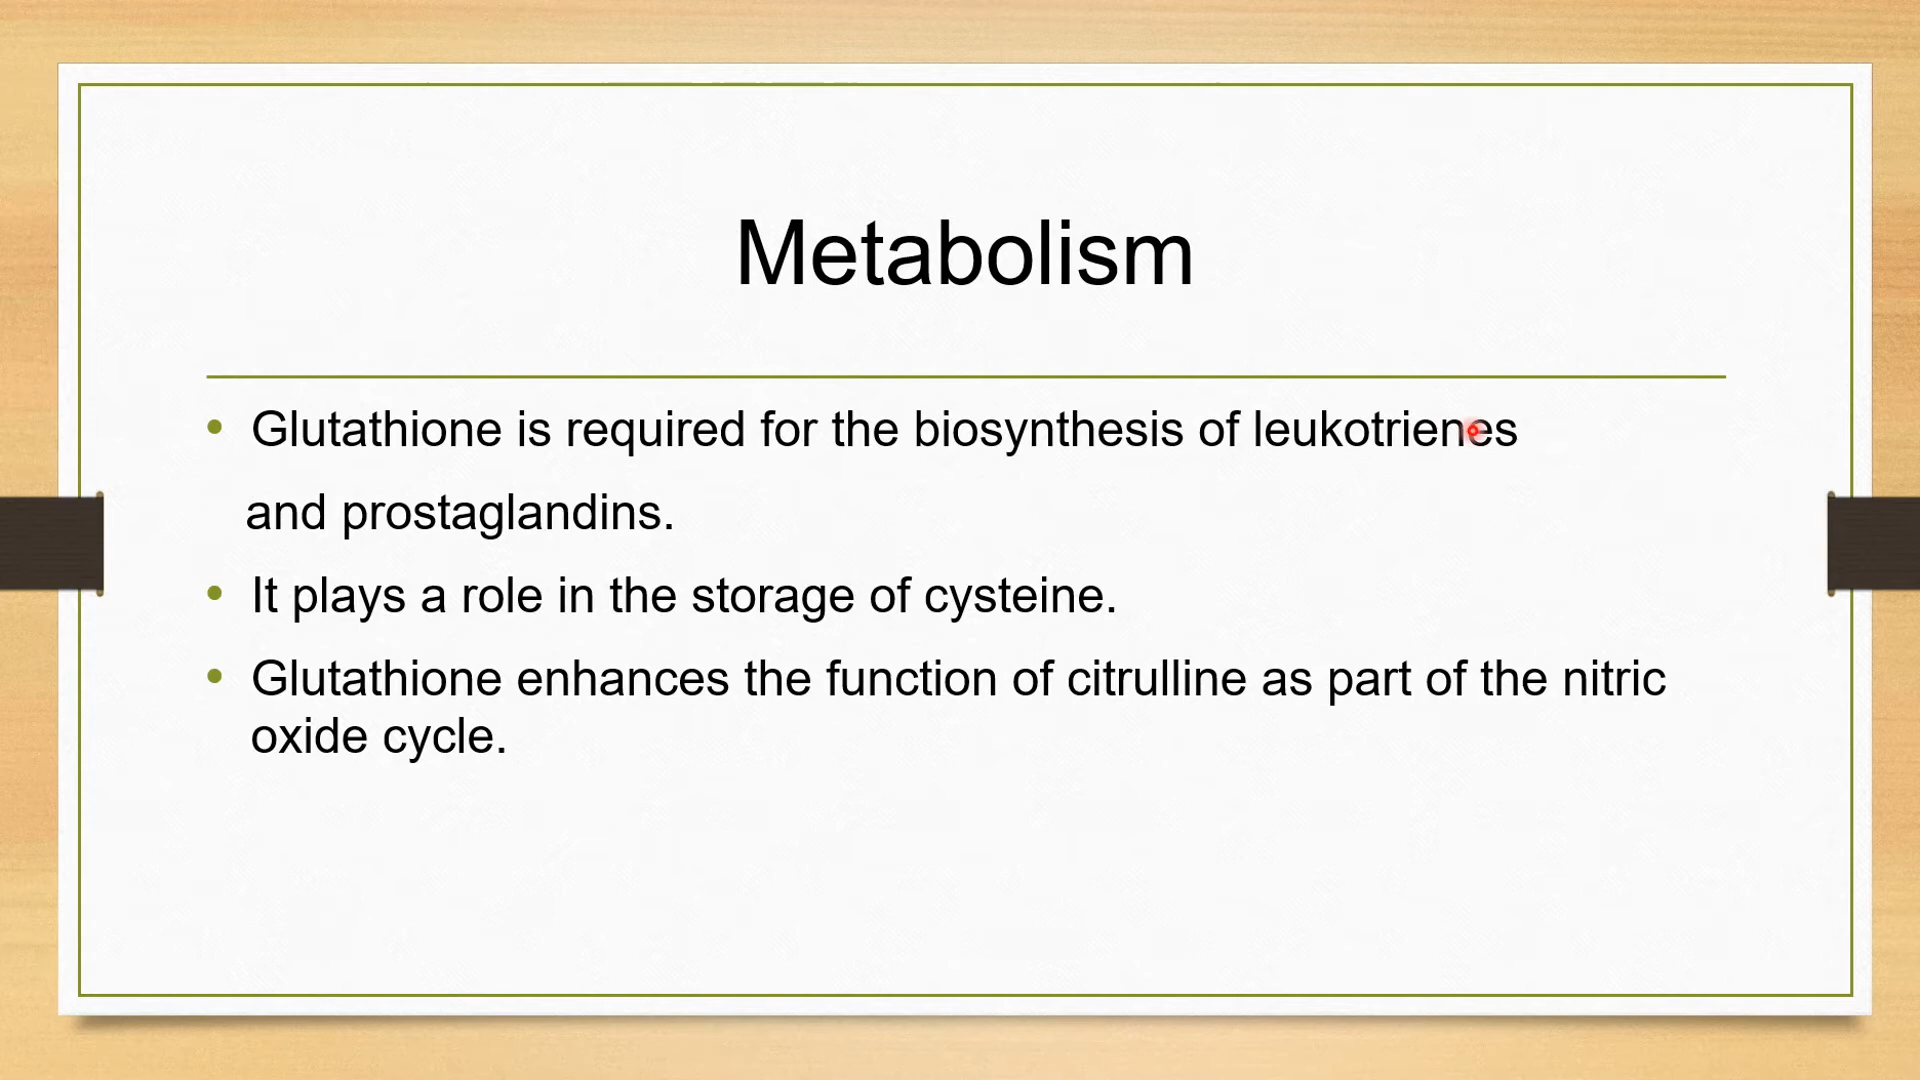 Metabolism
• Glutathione is required for the biosynthesis of leukotrienes
and prostaglandins.
• It plays a role in the storage of cysteine.
• Glutathione enhances the function of citrulline as part of the nitric
oxide cycle.